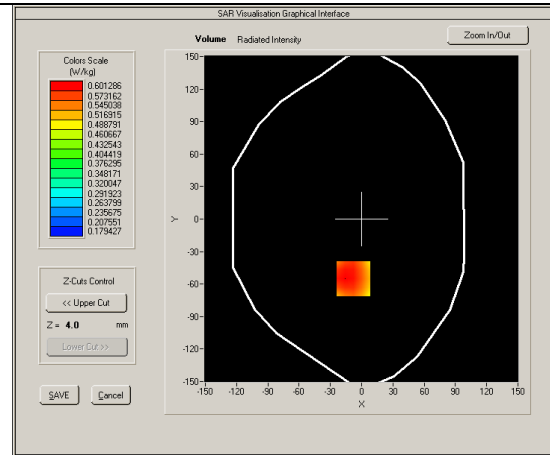 SAR Visualisation Graphical Interface
Volume Radiated Intensity
Zoom In/Out
Colors Scale
(W/kg)
0.601286
0.573162
0.545038
0.516915
0.488791
0.460667
0.432543
0.404419
0.376295
0.348171
0.320047
0.291923
0.263799
0.235675
0.207551
0.179427
Z-Cuts Control
<< Upper Cut
Z = 4.0 mm
Lower Cut >>
SAVE Cancel
150
120
90
60
30
0
-30
-60
-90
-120
-150
Y
-150 -120 -90 -60 -30 0 30 60 90 120 150
X